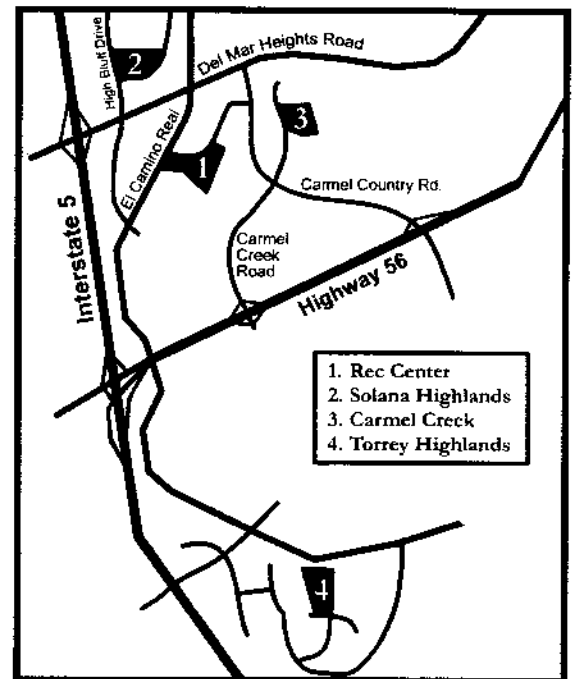 High Bluff Drive
2
Del Mar Heights Road
El Camino Real
3
1
Carmel Country Rd.
Carmel
Creek
Road
Interstate 5
Highway 56
1. Rec Center
2. Solana Highlands
3. Carmel Creek
4. Torrey Highlands
4